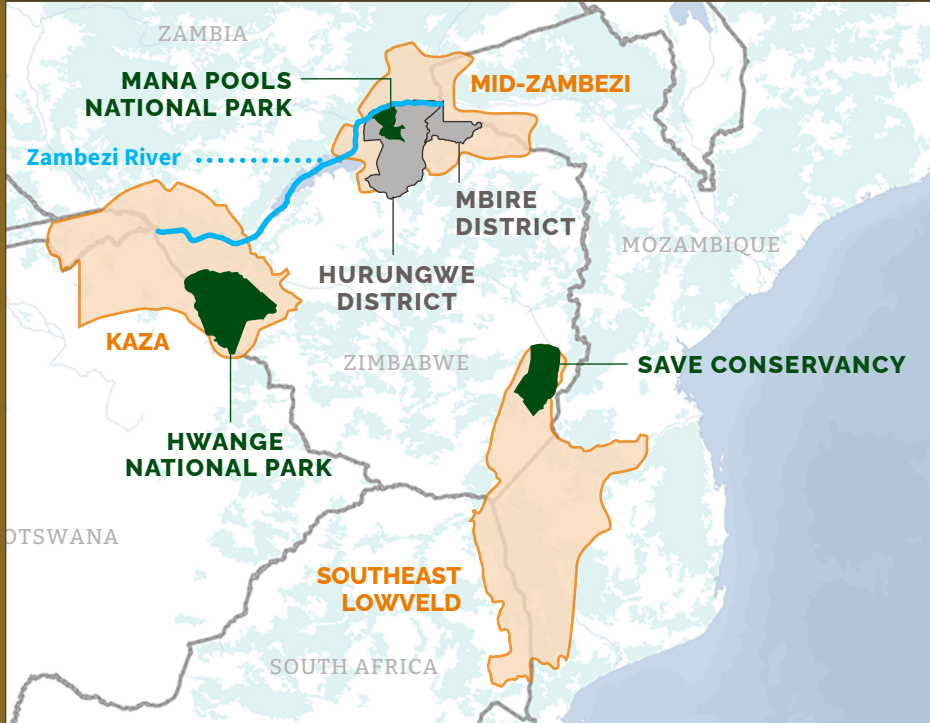 ZAMBIA
MANA POOLS
NATIONAL PARK
MID-ZAMBEZI
Zambezi River
MBIRE
DISTRICT
MOZAMBIQUE
HURUNGWE
DISTRICT
KAZA
ZIMBABWE
SAVE CONSERVANCY
HWANGE
NATIONAL PARK
OTSWANA
SOUTHEAST
LOWVELD
SOUTH AFRICA